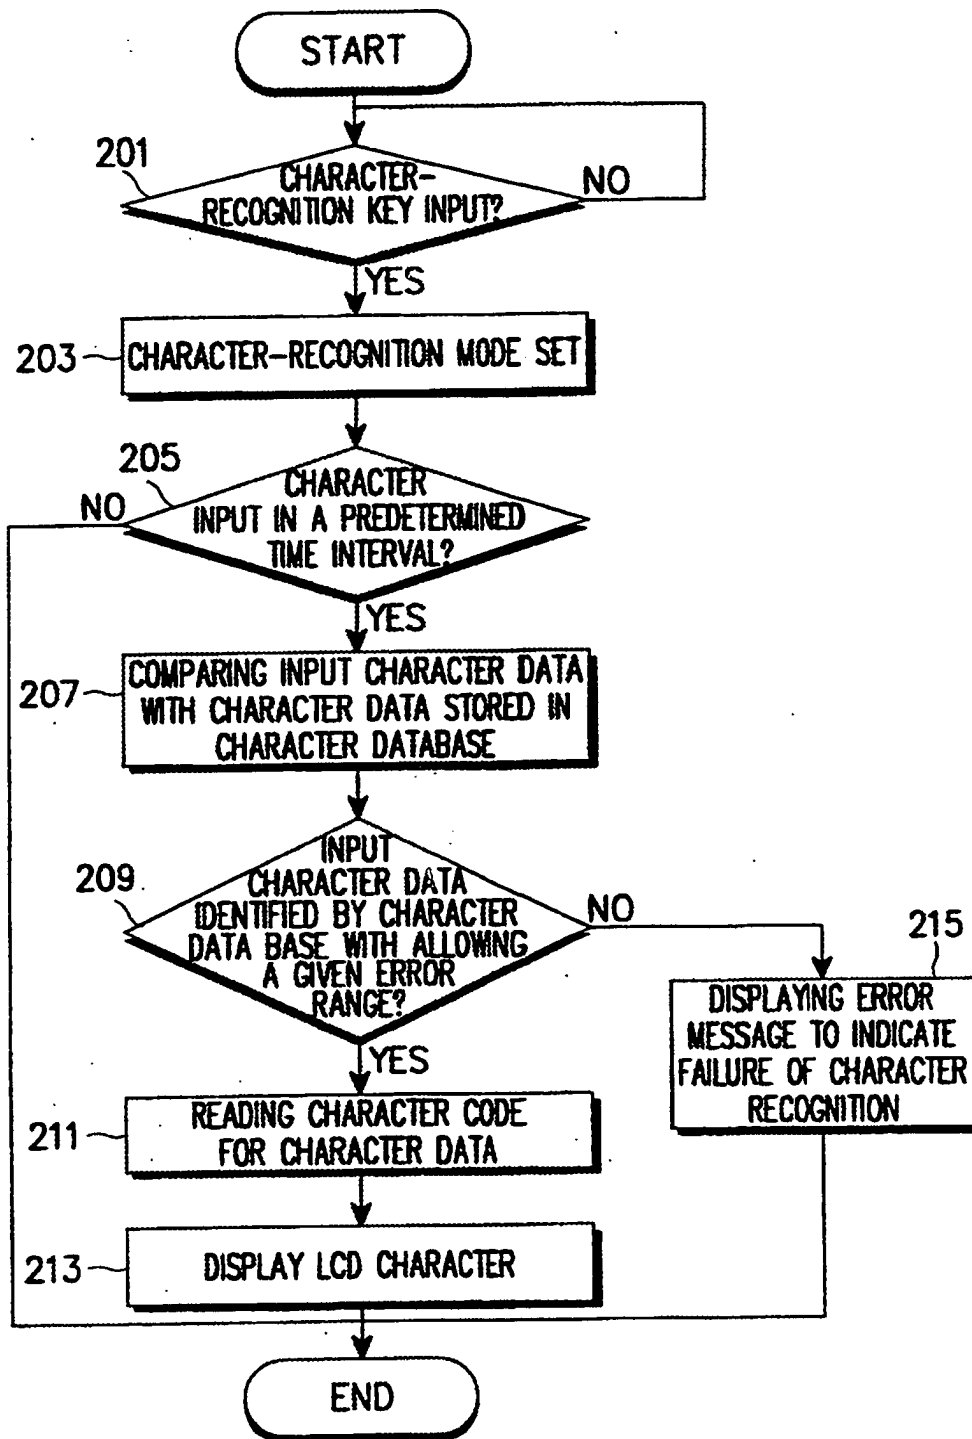 START
201
CHARACTER-
RECOGNITION KEY INPUT?
NO
YES
203
CHARACTER-RECOGNITION MODE SET
205
NO
CHARACTER
INPUT IN A PREDETERMINED
TIME INTERVAL?
YES
207
COMPARING INPUT CHARACTER DATA
WITH CHARACTER DATA STORED IN
CHARACTER DATABASE
209
INPUT
CHARACTER DATA
IDENTIFIED BY CHARACTER
DATA BASE WITH ALLOWING
A GIVEN ERROR
RANGE?
NO
YES
215
DISPLAYING ERROR
MESSAGE TO INDICATE
FAILURE OF CHARACTER
RECOGNITION
211
READING CHARACTER CODE
FOR CHARACTER DATA
213
DISPLAY LCD CHARACTER
END